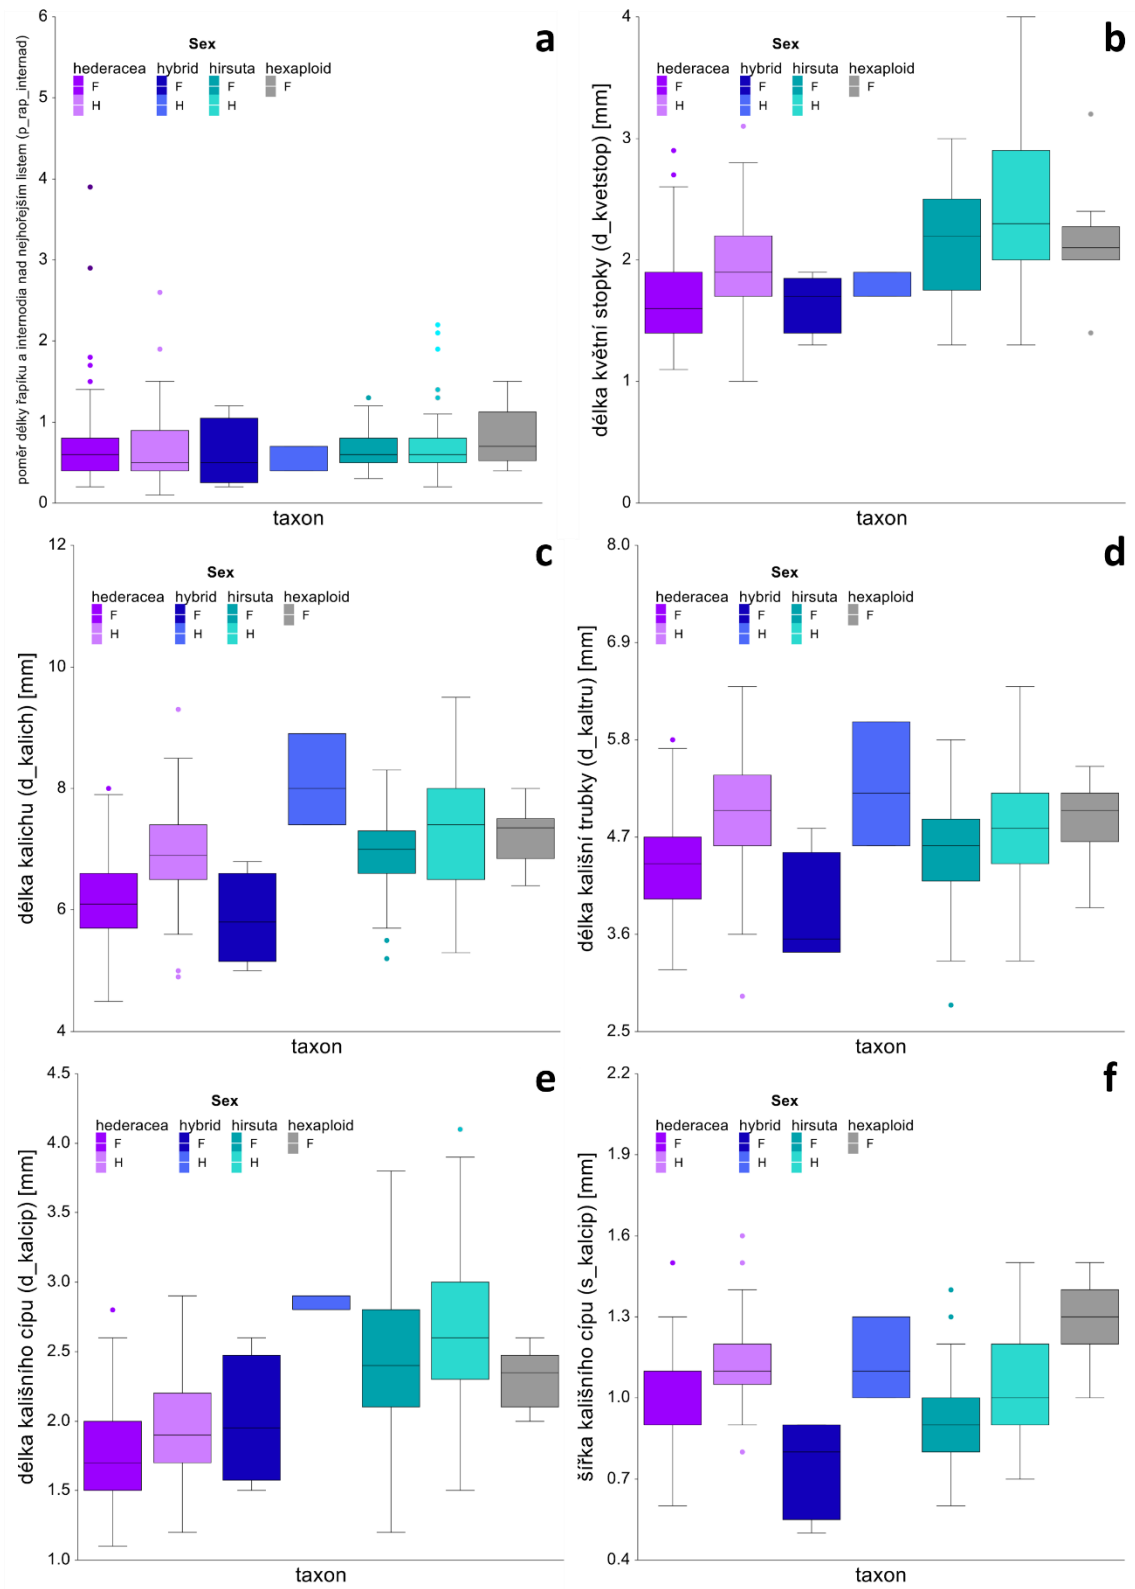 a
poměr délky řapíku a internodia nad nejhořejším listem (p_rap_internad)
6
5
4
3
2
1
0
Sex
hederacea hybrid hirsuta hexaploid
F F F F
H H H
taxon
b
délka květní stopky (d_kvetstop) [mm]
4
3
2
1
0
Sex
hederacea hybrid hirsuta hexaploid
F F F F
H H H
taxon
c
délka kalichu (d_kalich) [mm]
12
10
8
6
4
Sex
hederacea hybrid hirsuta hexaploid
F F F F
H H H
taxon
d
délka kališní trubky (d_kaltru) [mm]
8.0
6.9
5.8
4.7
3.6
2.5
Sex
hederacea hybrid hirsuta hexaploid
F F F F
H H H
taxon
e
délka kališního cípu (d_kalcip) [mm]
4.5
4.0
3.5
3.0
2.5
2.0
1.5
1.0
Sex
hederacea hybrid hirsuta hexaploid
F F F F
H H H
taxon
f
šířka kališního cípu (s_kalcip) [mm]
2.2
1.9
1.6
1.3
1.0
0.7
0.4
Sex
hederacea hybrid hirsuta hexaploid
F F F F
H H H
taxon